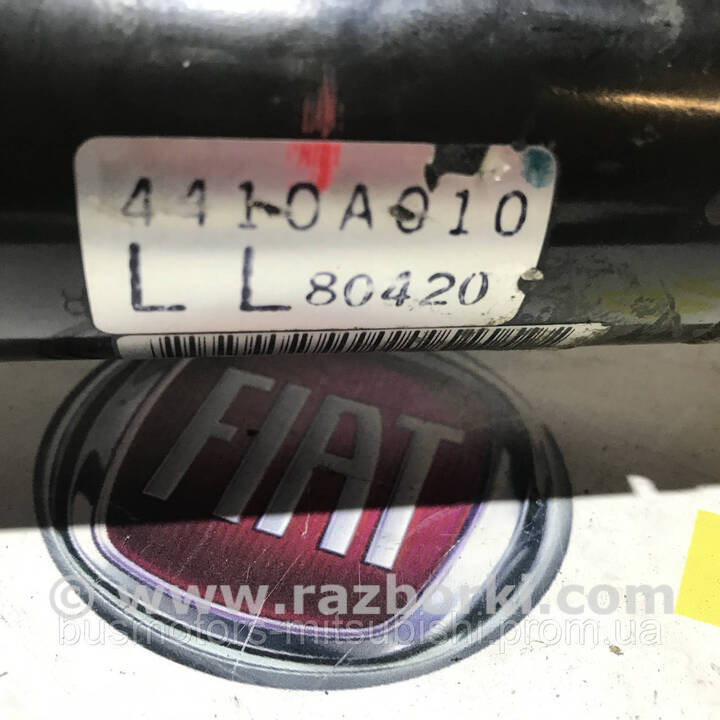 4410A010
L L 80420
FIAT
© www.razborki.com
busmotors-mitsubishi.prom.ua